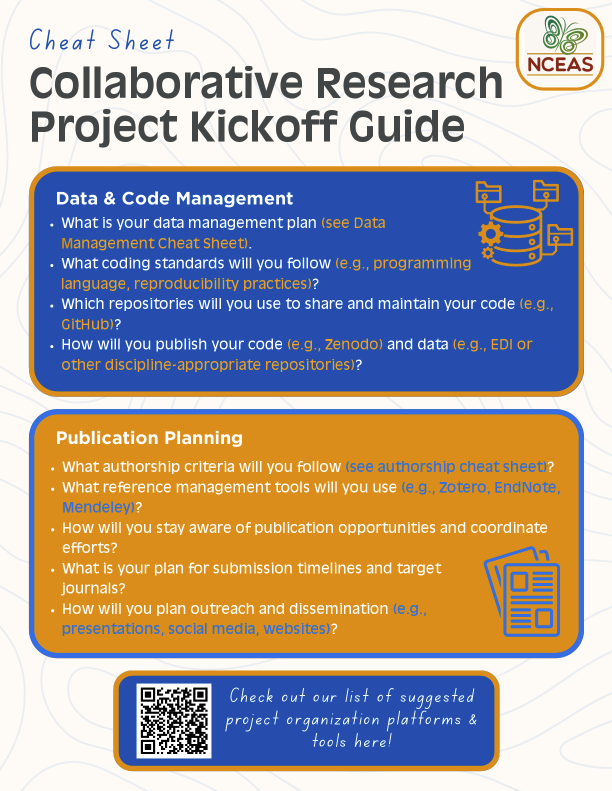 Cheat Sheet
NCEAS
Collaborative Research
Project Kickoff Guide
Data & Code Management
• What is your data management plan (see Data
Management Cheat Sheet).
• What coding standards will you follow (e.g., programming
language, reproducibility practices)?
• Which repositories will you use to share and maintain your code (e.g.,
GitHub)?
• How will you publish your code (e.g., Zenodo) and data (e.g., EDI or
other discipline-appropriate repositories)?
Publication Planning
• What authorship criteria will you follow (see authorship cheat sheet)?
• What reference management tools will you use (e.g., Zotero, EndNote,
Mendeley)?
• How will you stay aware of publication opportunities and coordinate
efforts?
• What is your plan for submission timelines and target
journals?
• How will you plan outreach and dissemination (e.g.,
presentations, social media, websites)?
Check out our list of suggested
project organization platforms &
tools here!